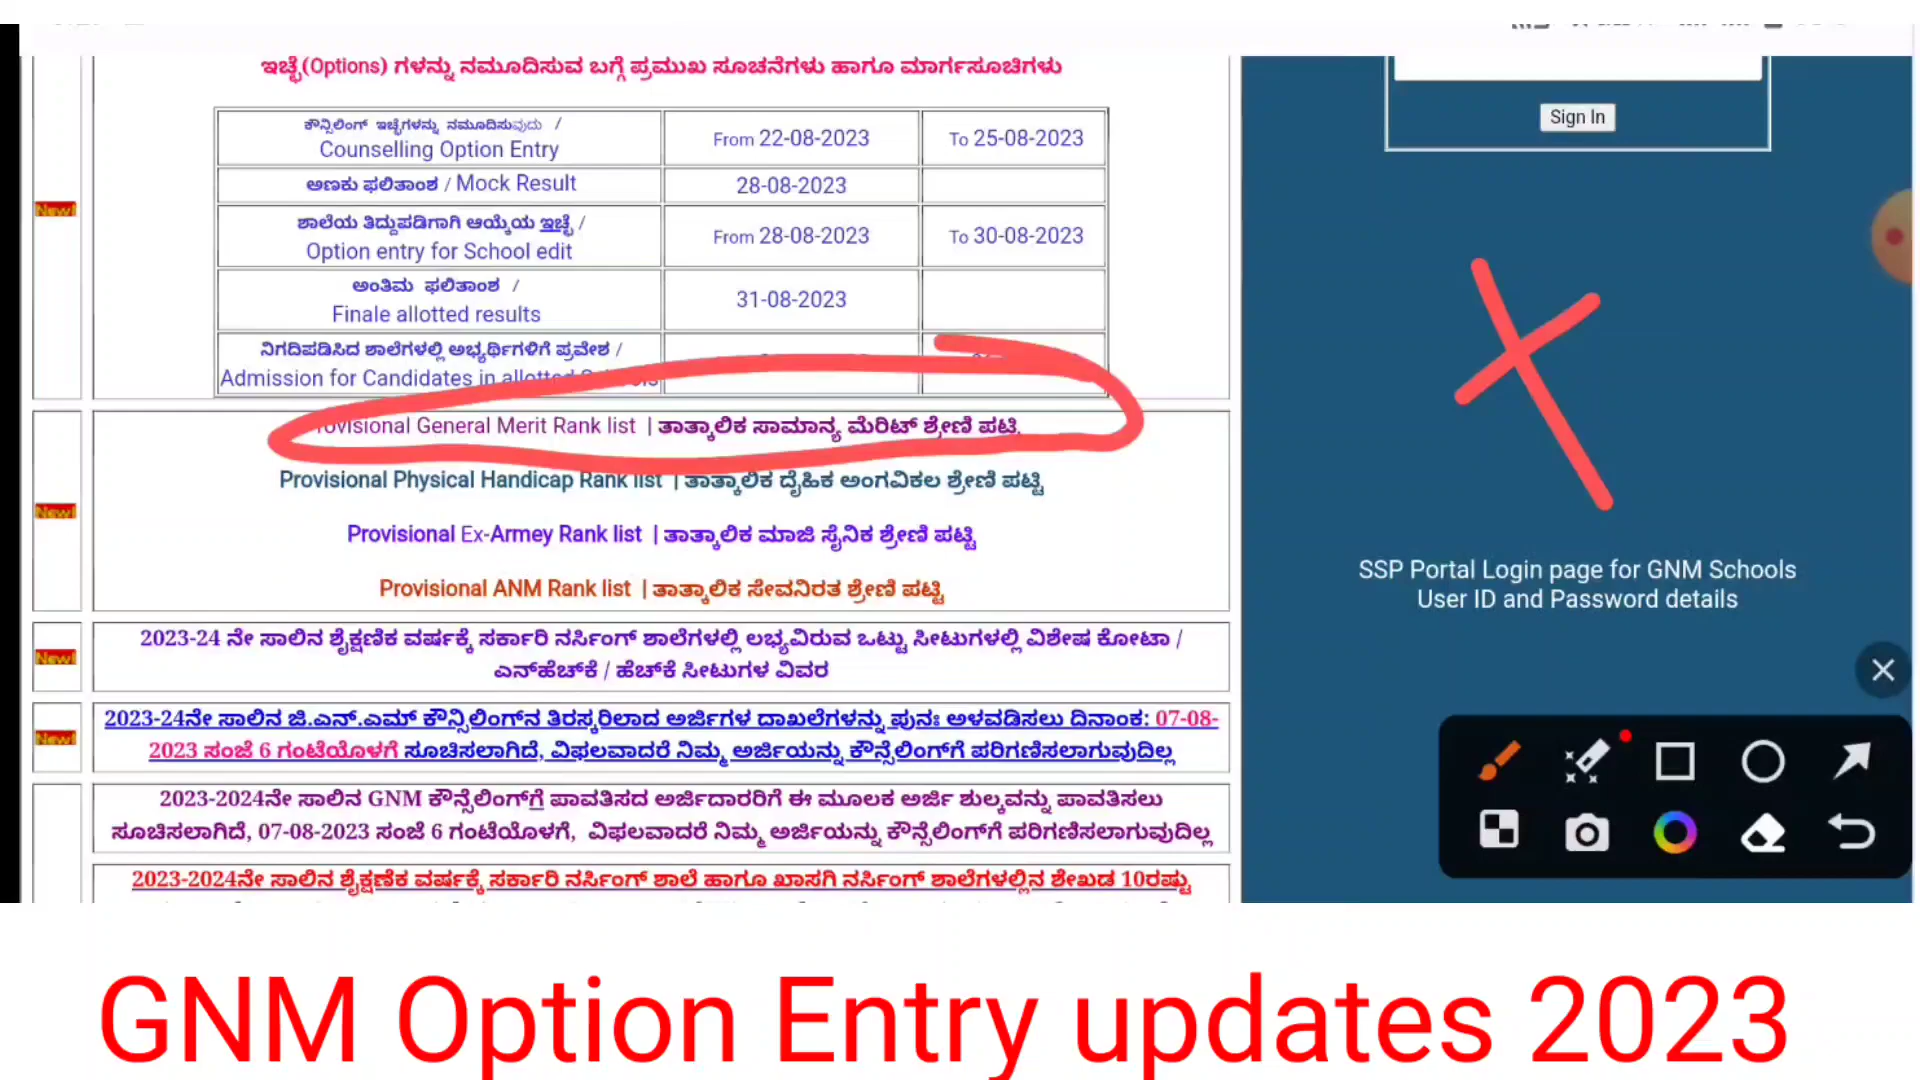 ಇಚ್ಛೆ(Options) ಗಳನ್ನು ನಮೂದಿಸುವ ಬಗ್ಗೆ ಪ್ರಮುಖ ಸೂಚನೆಗಳು ಹಾಗೂ ಮಾರ್ಗಸೂಚಿಗಳು
Sign In
ಕೌನ್ಸಿಲಿಂಗ್ ಇಚ್ಛೆಗಳನ್ನು ನಮೂದಿಸುವುದು /
Counselling Option Entry
From 22-08-2023
To 25-08-2023
ಅಣಕು ಫಲಿತಾಂಶ / Mock Result
28-08-2023
New!
ಶಾಲೆಯ ತಿದ್ದುಪಡಿಗಾಗಿ ಆಯ್ಕೆಯ ಇಚ್ಛೆ /
Option entry for School edit
From 28-08-2023
To 30-08-2023
ಅಂತಿಮ ಫಲಿತಾಂಶ /
Finale allotted results
31-08-2023
ನಿಗದಿಪಡಿಸಿದ ಶಾಲೆಗಳಲ್ಲಿ ಅಭ್ಯರ್ಥಿಗಳಿಗೆ ಪ್ರವೇಶ /
Admission for Candidates in allotted
General Merit Rank list | ತಾತ್ಕಾಲಿಕ ಸಾಮಾನ್ಯ ಮೆರಿಟ್ ಶ್ರೇಣಿ ಪಟ್ಟಿ
Provisional Physical Handicap Rank list | ತಾತ್ಕಾಲಿಕ ದೈಹಿಕ ಅಂಗವಿಕಲ ಶ್ರೇಣಿ ಪಟ್ಟಿ
New!
Provisional Ex-Armey Rank list | ತಾತ್ಕಾಲಿಕ ಮಾಜಿ ಸೈನಿಕ ಶ್ರೇಣಿ ಪಟ್ಟಿ
Provisional ANM Rank list | ತಾತ್ಕಾಲಿಕ ಸೇವನಿರತ ಶ್ರೇಣಿ ಪಟ್ಟಿ
SSP Portal Login page for GNM Schools
User ID and Password details
New!
2023-24 ನೇ ಸಾಲಿನ ಶೈಕ್ಷಣಿಕ ವರ್ಷಕ್ಕೆ ಸರ್ಕಾರಿ ನರ್ಸಿಂಗ್ ಶಾಲೆಗಳಲ್ಲಿ ಲಭ್ಯವಿರುವ ಒಟ್ಟು ಸೀಟುಗಳಲ್ಲಿ ವಿಶೇಷ ಕೋಟಾ /
ಎನ್‌ಹೆಚ್‌ಕೆ / ಹೆಚ್‌ಕೆ ಸೀಟುಗಳ ವಿವರ
New!
2023-24ನೇ ಸಾಲಿನ ಜಿ.ಎನ್.ಎಮ್ ಕೌನ್ಸಿಲಿಂಗ್‌ನ ತಿರಸ್ಕರಿಲಾದ ಅರ್ಜಿಗಳ ದಾಖಲೆಗಳನ್ನು ಪುನಃ ಅಳವಡಿಸಲು ದಿನಾಂಕ: 07-08-
2023 ಸಂಜೆ 6 ಗಂಟೆಯೊಳಗೆ ಸೂಚಿಸಲಾಗಿದೆ, ವಿಫಲವಾದರೆ ನಿಮ್ಮ ಅರ್ಜಿಯನ್ನು ಕೌನ್ಸೆಲಿಂಗ್‌ಗೆ ಪರಿಗಣಿಸಲಾಗುವುದಿಲ್ಲ
2023-2024ನೇ ಸಾಲಿನ GNM ಕೌನ್ಸೆಲಿಂಗ್‌ಗೆ ಪಾವತಿಸದ ಅರ್ಜಿದಾರರಿಗೆ ಈ ಮೂಲಕ ಅರ್ಜಿ ಶುಲ್ಕವನ್ನು ಪಾವತಿಸಲು
ಸೂಚಿಸಲಾಗಿದೆ, 07-08-2023 ಸಂಜೆ 6 ಗಂಟೆಯೊಳಗೆ, ವಿಫಲವಾದರೆ ನಿಮ್ಮ ಅರ್ಜಿಯನ್ನು ಕೌನ್ಸೆಲಿಂಗ್‌ಗೆ ಪರಿಗಣಿಸಲಾಗುವುದಿಲ್ಲ
2023-2024ನೇ ಸಾಲಿನ ಶೈಕ್ಷಣಿಕ ವರ್ಷಕ್ಕೆ ಸರ್ಕಾರಿ ನರ್ಸಿಂಗ್ ಶಾಲೆ ಹಾಗೂ ಖಾಸಗಿ ನರ್ಸಿಂಗ್ ಶಾಲೆಗಳಲ್ಲಿನ ಶೇಖಡ 10ರಷ್ಟು
GNM Option Entry updates 2023